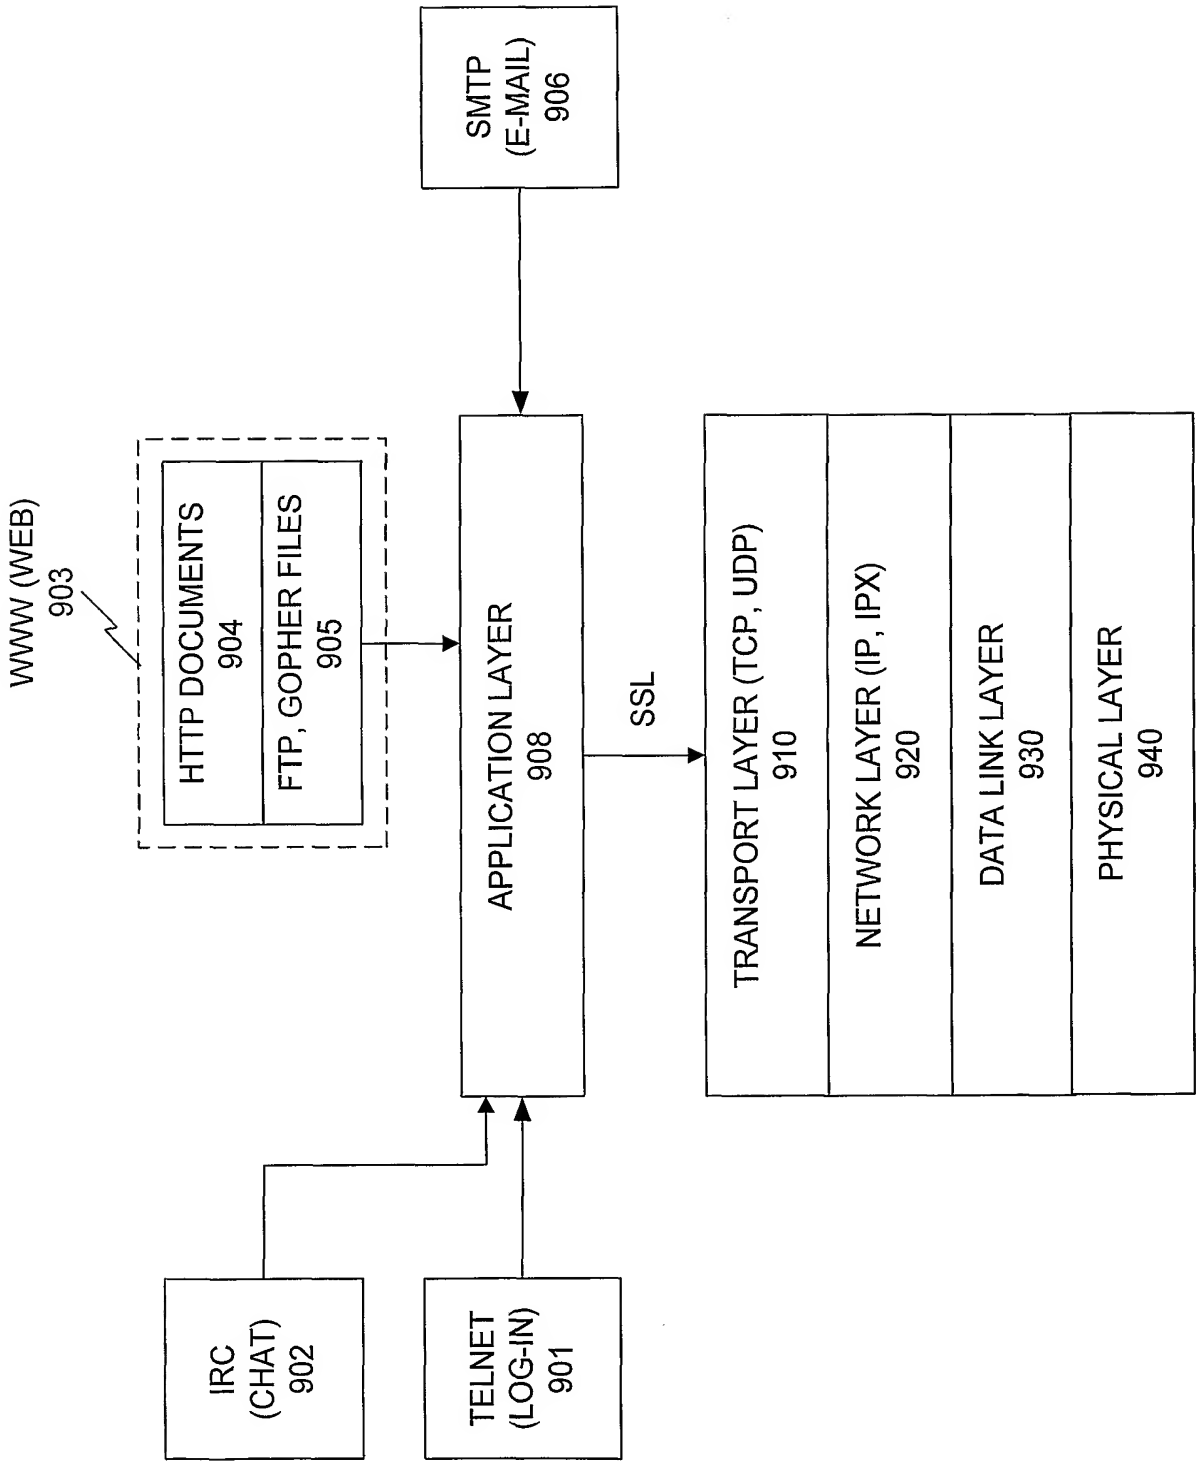 WWW (WEB)
903
HTTP DOCUMENTS
904
FTP, GOPHER FILES
905
IRC
(CHAT)
902
TELNET
(LOG-IN)
901
APPLICATION LAYER
908
SMTP
(E-MAIL)
906
SSL
TRANSPORT LAYER (TCP, UDP)
910
NETWORK LAYER (IP, IPX)
920
DATA LINK LAYER
930
PHYSICAL LAYER
940